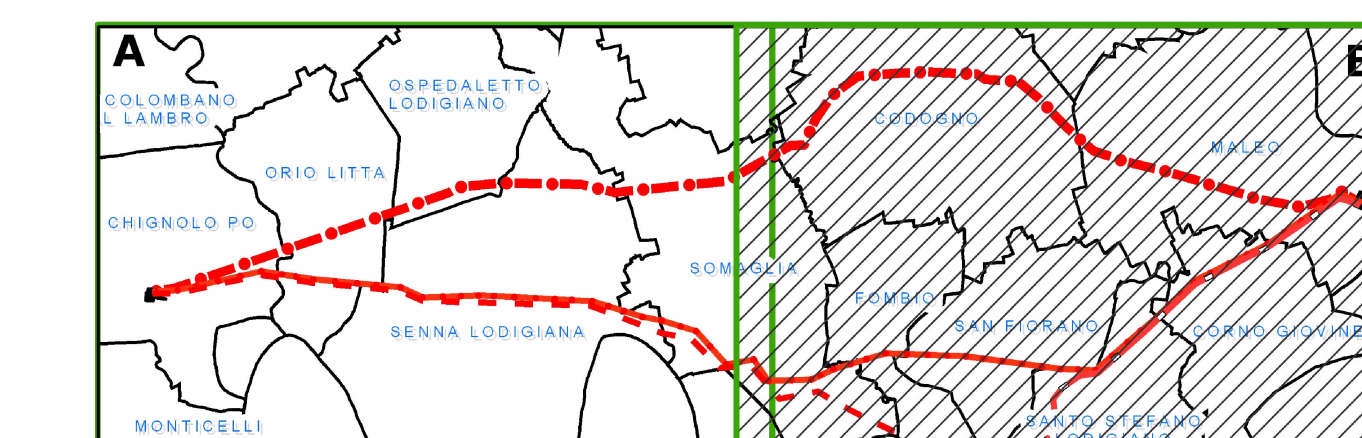 A
OSPEDALETTO
LODIGIANO
COLOMBANO
L LAMBRO
CODOGNO
MALEO
ORIO LITTA
CHIGNOLO PO
SOMAGLIA
FOMBIO
SAN FIORANO
CORNO GIOVINE
SENNA LODIGIANA
SANTO STEFANO
LODIGIANO
MONTICELLI